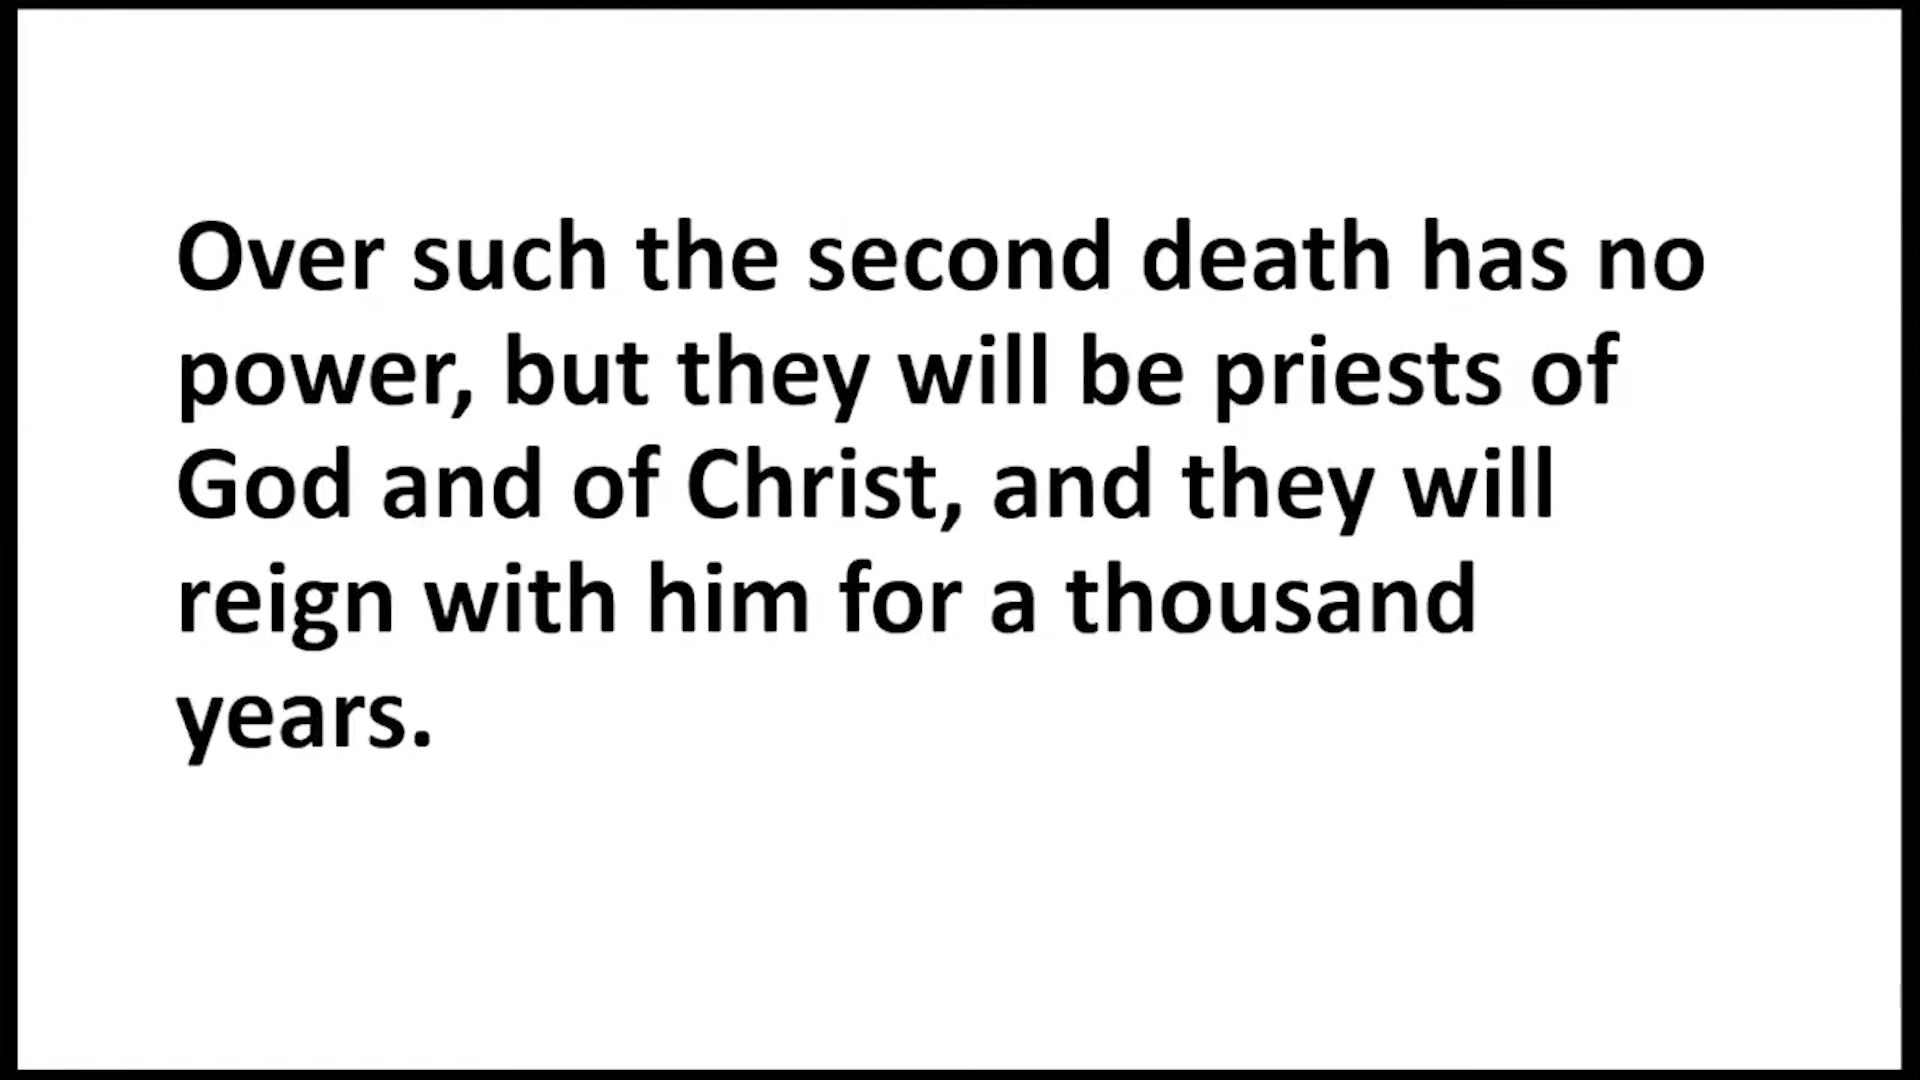 Over such the second death has no
power, but they will be priests of
God and of Christ, and they will
reign with him for a thousand
years.